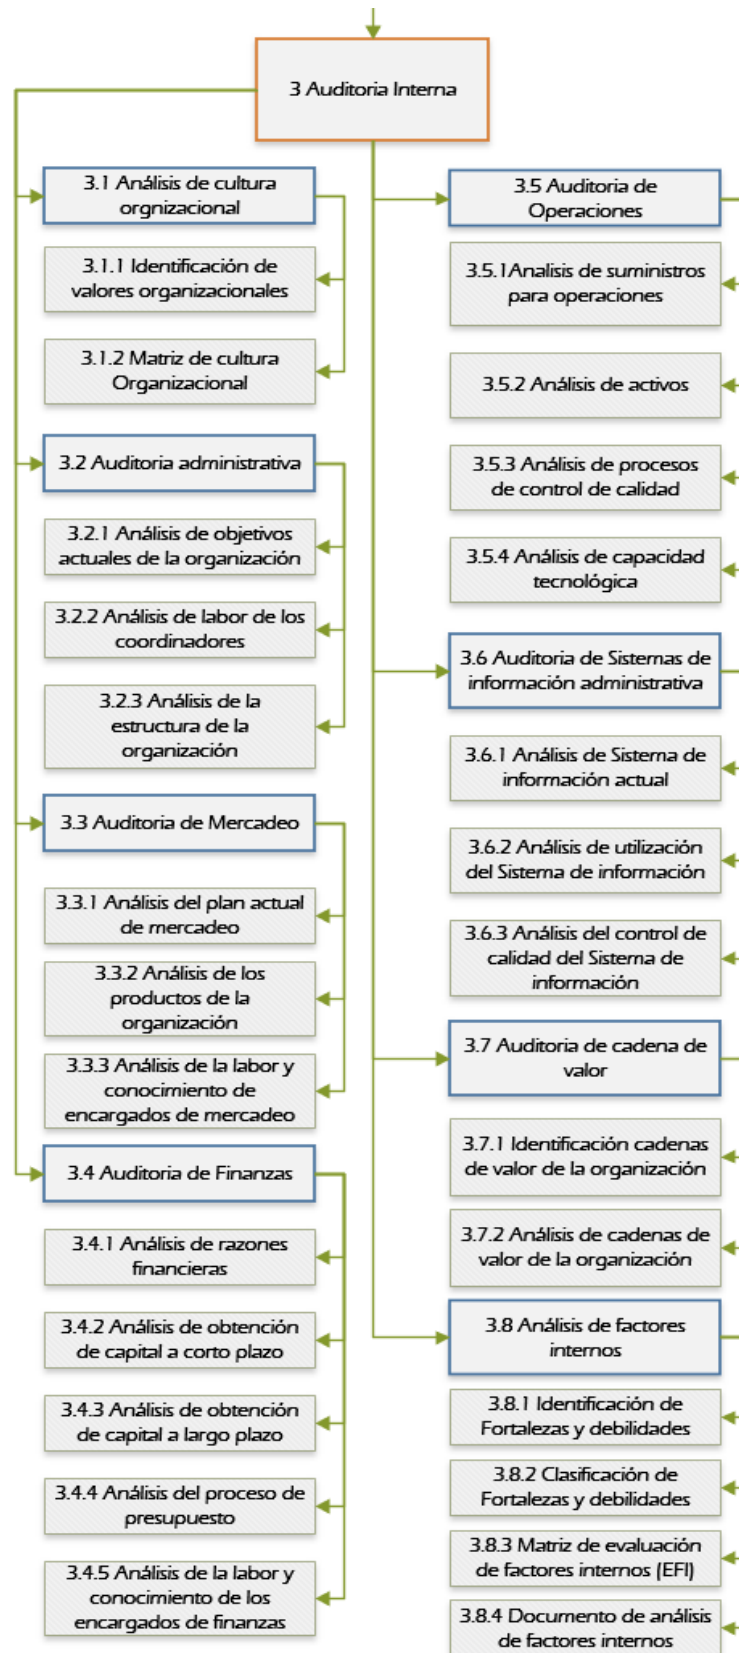 3 Auditoria Interna
3.1 Análisis de cultura
orgnizacional
3.1.1 Identificación de
valores organizacionales
3.1.2 Matriz de cultura
Organizacional
3.2 Auditoria administrativa
3.2.1 Análisis de objetivos
actuales de la organización
3.2.2 Análisis de labor de los
coordinadores
3.2.3 Análisis de la
estructura de la
organización
3.3 Auditoria de Mercadeo
3.3.1 Análisis del plan actual
de mercadeo
3.3.2 Análisis de los
productos de la
organización
3.3.3 Análisis de la labor y
conocimiento de
encargados de mercadeo
3.4 Auditoria de Finanzas
3.4.1 Análisis de razones
financieras
3.4.2 Análisis de obtención
de capital a corto plazo
3.4.3 Análisis de obtención
de capital a largo plazo
3.4.4 Análisis del proceso de
presupuesto
3.4.5 Análisis de la labor y
conocimiento de los
encargados de finanzas
3.5 Auditoria de
Operaciones
3.5.1Analisis de suministros
para operaciones
3.5.2 Análisis de activos
3.5.3 Análisis de procesos
de control de calidad
3.5.4 Análisis de capacidad
tecnológica
3.6 Auditoria de Sistemas de
información administrativa
3.6.1 Análisis de Sistema de
información actual
3.6.2 Análisis de utilización
del Sistema de información
3.6.3 Análisis del control de
calidad del Sistema de
información
3.7 Auditoria de cadena de
valor
3.7.1 Identificación cadenas
de valor de la organización
3.7.2 Análisis de cadenas de
valor de la organización
3.8 Análisis de factores
internos
3.8.1 Identificación de
Fortalezas y debilidades
3.8.2 Clasificación de
Fortalezas y debilidades
3.8.3 Matriz de evaluación
de factores internos (EFI)
3.8.4 Documento de análisis
de factores internos